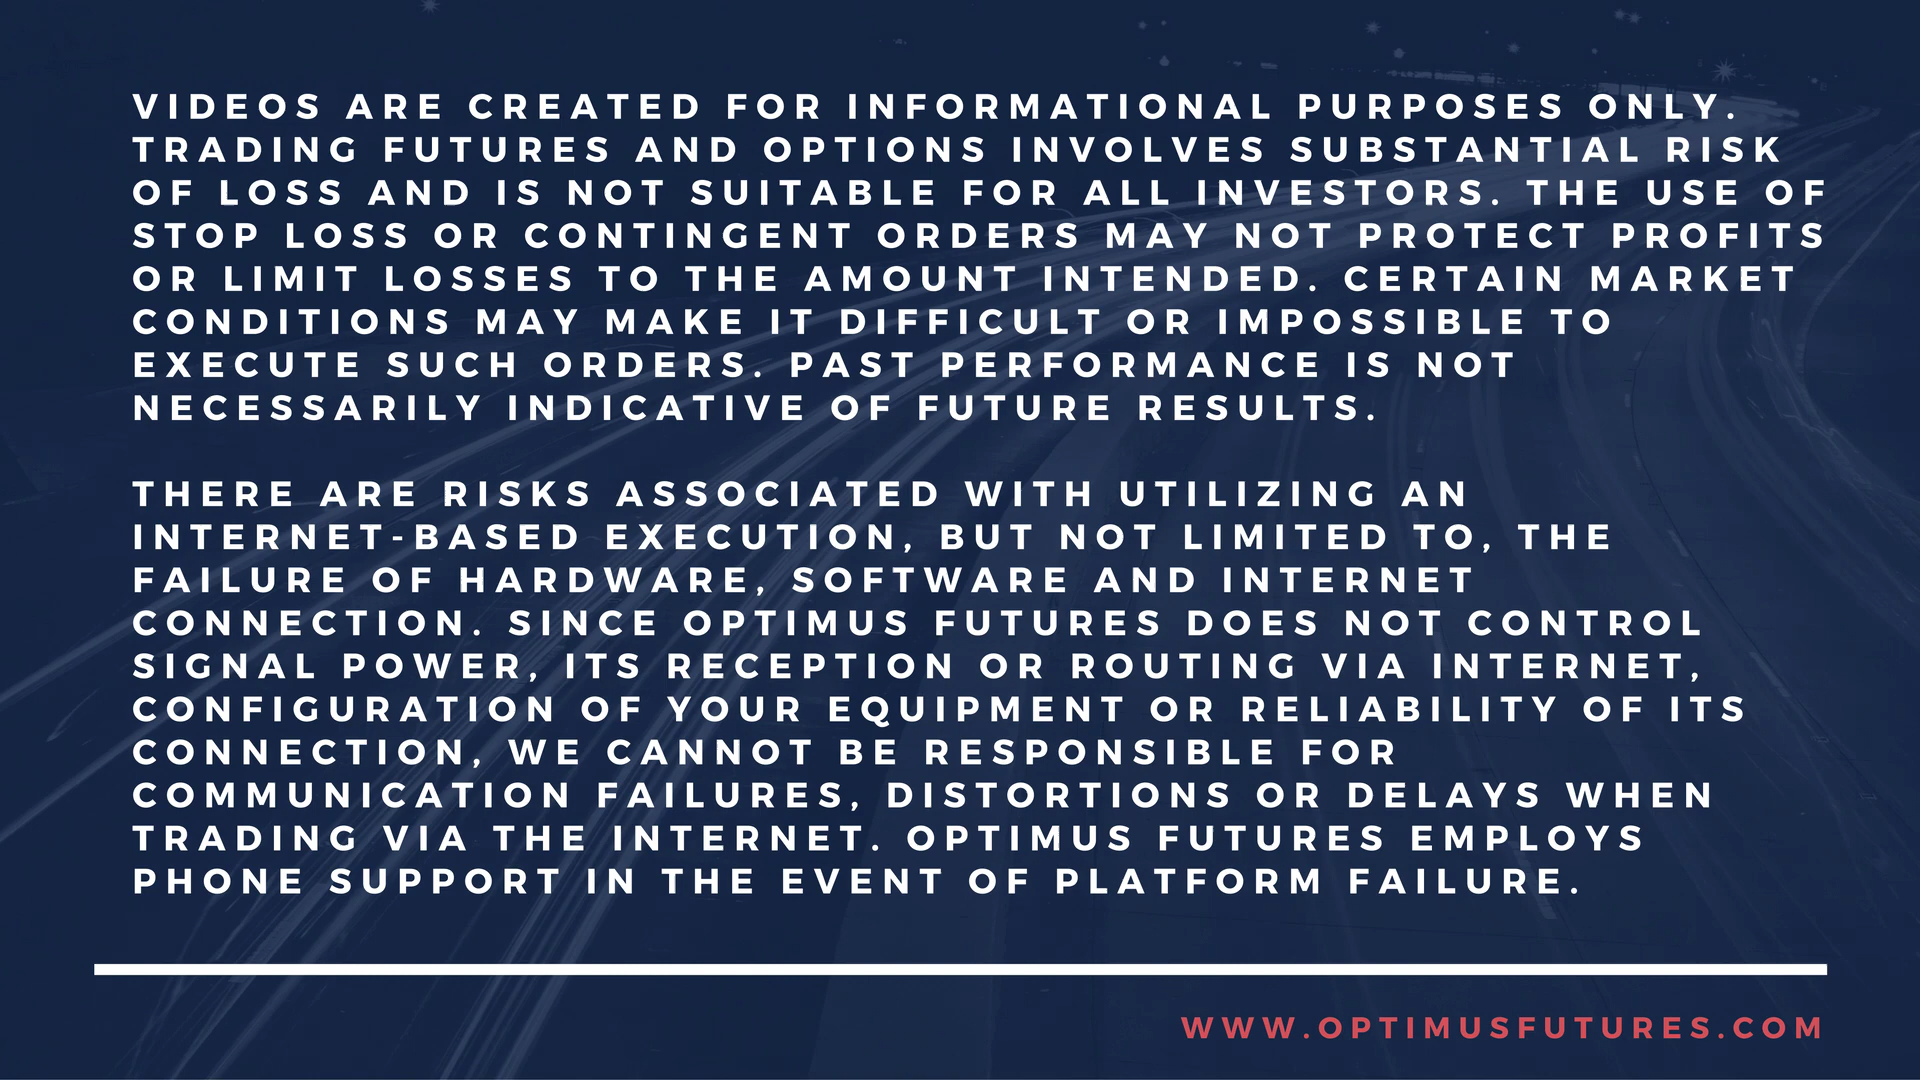 VIDEOS ARE CREATED FOR INFORMATIONAL PURPOSES ONLY.
TRADING FUTURES AND OPTIONS INVOLVES SUBSTANTIAL RISK
OF LOSS AND IS NOT SUITABLE FOR ALL INVESTORS. THE USE OF
STOP LOSS OR CONTINGENT ORDERS MAY NOT PROTECT PROFITS
OR LIMIT LOSSES TO THE AMOUNT INTENDED. CERTAIN MARKET
CONDITIONS MAY MAKE IT DIFFICULT OR IMPOSSIBLE TO
EXECUTE SUCH ORDERS. PAST PERFORMANCE IS NOT
NECESSARILY INDICATIVE OF FUTURE RESULTS.
THERE ARE RISKS ASSOCIATED WITH UTILIZING AN
INTERNET-BASED EXECUTION, BUT NOT LIMITED TO, THE
FAILURE OF HARDWARE, SOFTWARE AND INTERNET
CONNECTION. SINCE OPTIMUS FUTURES DOES NOT CONTROL
SIGNAL POWER, ITS RECEPTION OR ROUTING VIA INTERNET,
CONFIGURATION OF YOUR EQUIPMENT OR RELIABILITY OF ITS
CONNECTION, WE CANNOT BE RESPONSIBLE FOR
COMMUNICATION FAILURES, DISTORTIONS OR DELAYS WHEN
TRADING VIA THE INTERNET. OPTIMUS FUTURES EMPLOYS
PHONE SUPPORT IN THE EVENT OF PLATFORM FAILURE.
WWW.OPTIMUSFUTURES.COM